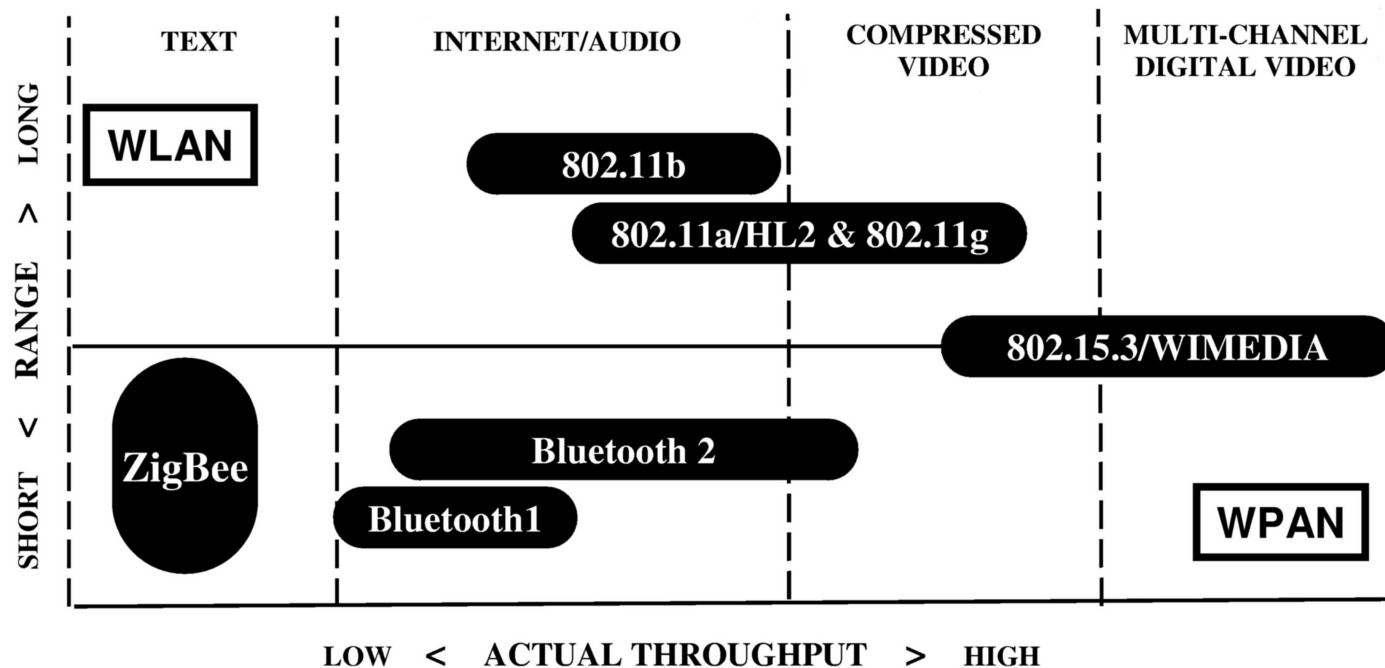 TEXT
INTERNET/AUDIO
COMPRESSED
VIDEO
MULTI-CHANNEL
DIGITAL VIDEO
WLAN
802.11b
802.11a/HL2 & 802.11g
802.15.3/WIMEDIA
ZigBee
Bluetooth 2
Bluetooth1
WPAN
SHORT < RANGE > LONG
LOW < ACTUAL THROUGHPUT > HIGH